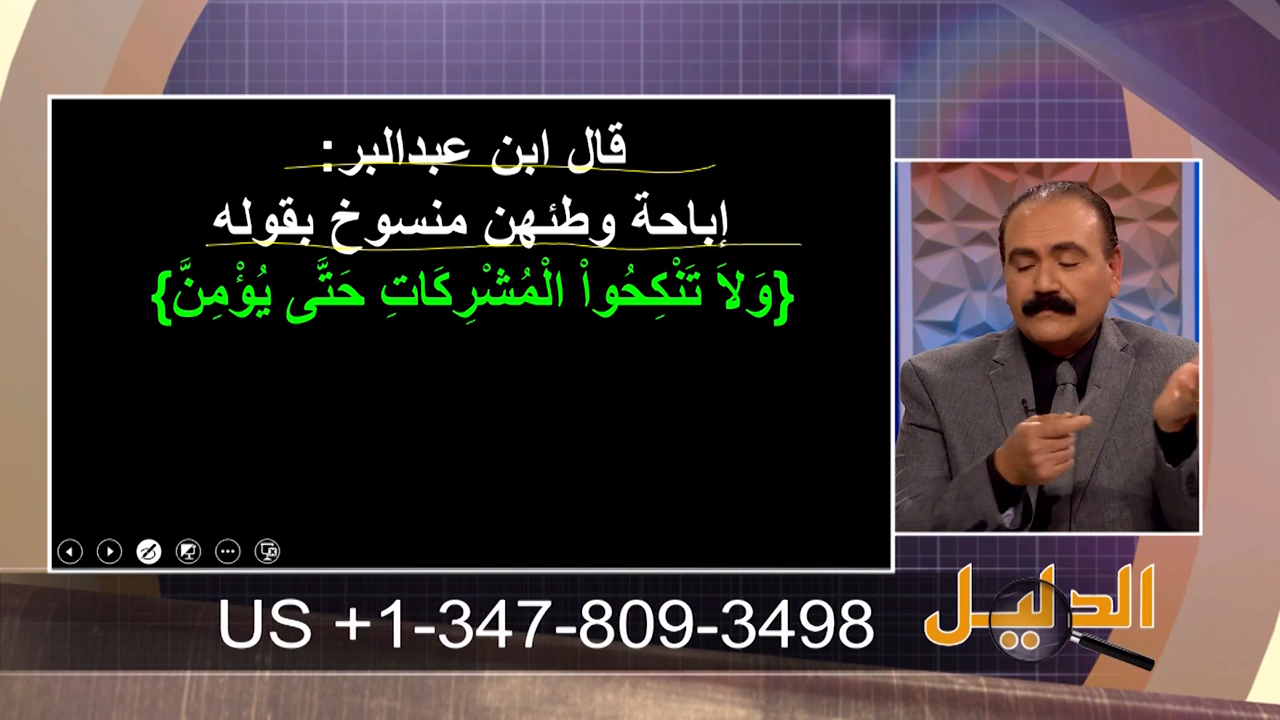 قال ابن عبدالبر:
إباحة وطئهن منسوخ بقوله
{وَلاَ تَنْكِحُواْ الْمُشْرِكَاتِ حَتَّى يُؤْمِنَّ}
US +1-347-809-3498
الدليل